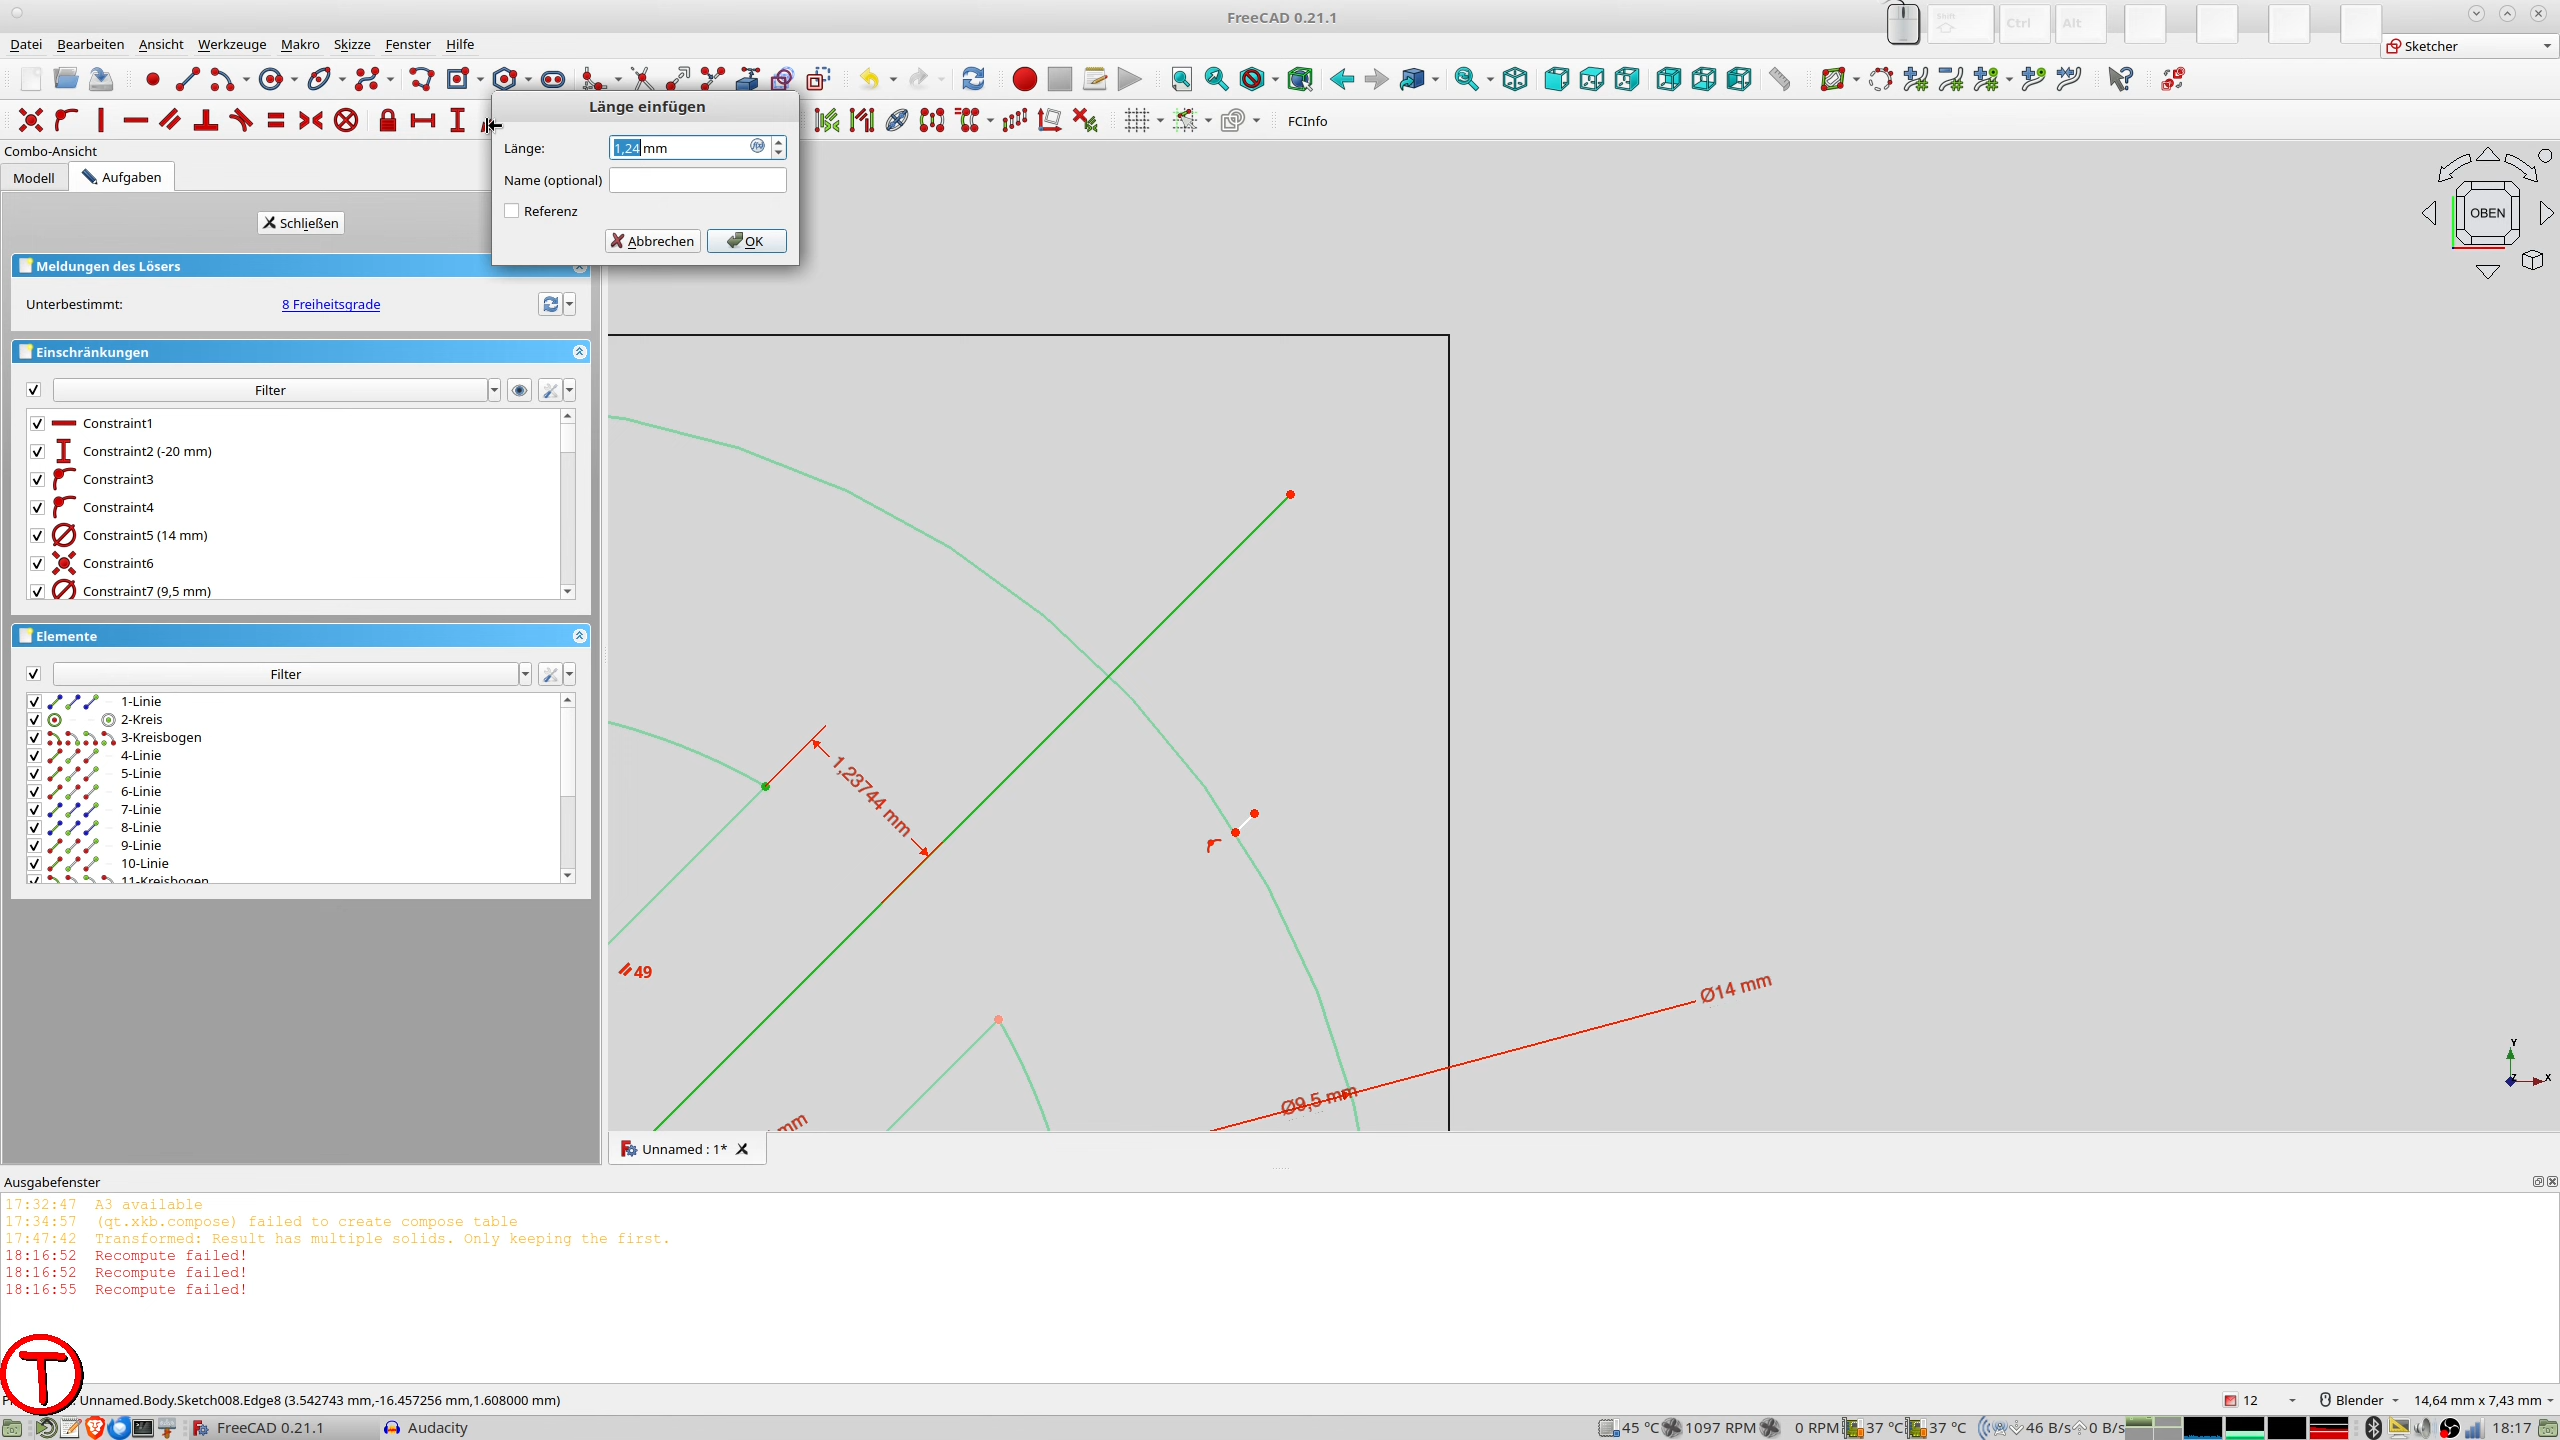 FreeCAD 0.21.1
Shift
Ctrl
Alt
Datei Bearbeiten Ansicht Werkzeuge Makro Skizze Fenster Hilfe
Sketcher
FCInfo
Länge einfügen
Länge: 1,24 mm
Name (optional)
Referenz
Abbrechen OK
Combo-Ansicht
Modell Aufgaben
Schließen
Meldungen des Lösers
Unterbestimmt: 8 Freiheitsgrade
Einschränkungen
Filter
Constraint1
Constraint2 (-20 mm)
Constraint3
Constraint4
Constraint5 (14 mm)
Constraint6
Constraint7 (9,5 mm)
Elemente
Filter
1-Linie
2-Kreis
3-Kreisbogen
4-Linie
5-Linie
6-Linie
7-Linie
8-Linie
9-Linie
10-Linie
11-Kreisbogen
OBEN
1,23744 mm
49
Ø14 mm
Ø9,5 mm
mm
Y
Z
X
Unnamed : 1*
Ausgabefenster
17:32:47 A3 available
17:34:57 (qt.xkb.compose) failed to create compose table
17:47:42 Transformed: Result has multiple solids. Only keeping the first.
18:16:52 Recompute failed!
18:16:52 Recompute failed!
18:16:55 Recompute failed!
T
Unnamed.Body.Sketch008.Edge8 (3.542743 mm,-16.457256 mm,1.608000 mm)
12 Blender 14,64 mm x 7,43 mm
FreeCAD 0.21.1 Audacity
45 °C 1097 RPM 0 RPM 37 °C 37 °C 46 B/s 0 B/s 18:17